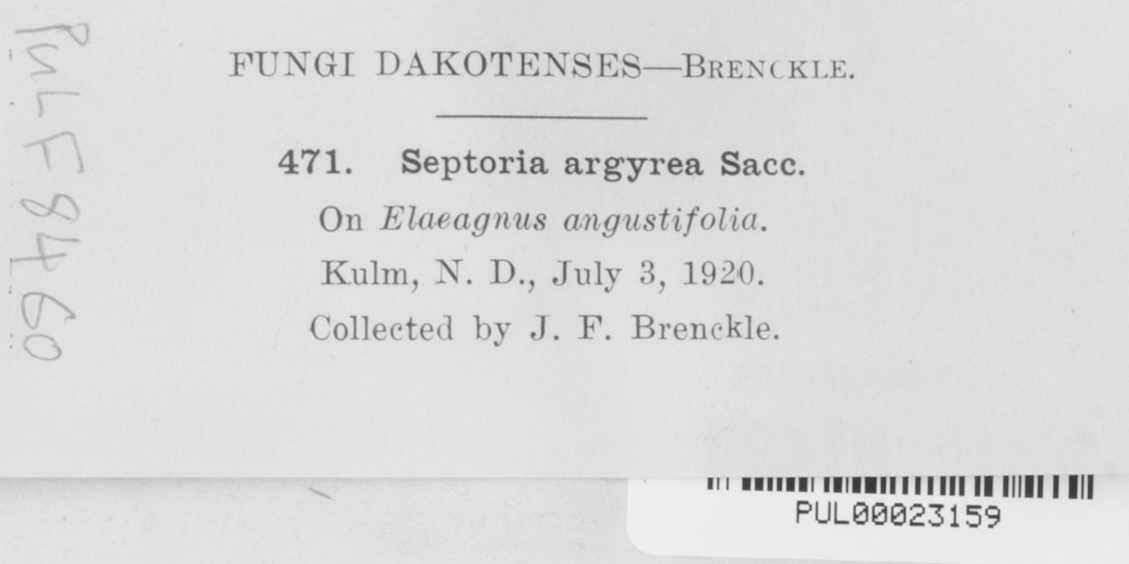 FUNGI DAKOTENSES—BRENCKLE.
471. Septoria argyrea Sacc.
On Elaeagnus angustifolia.
Kulm, N. D., July 3, 1920.
Collected by J. F. Brenckle.
PUL F8460
PUL00023159